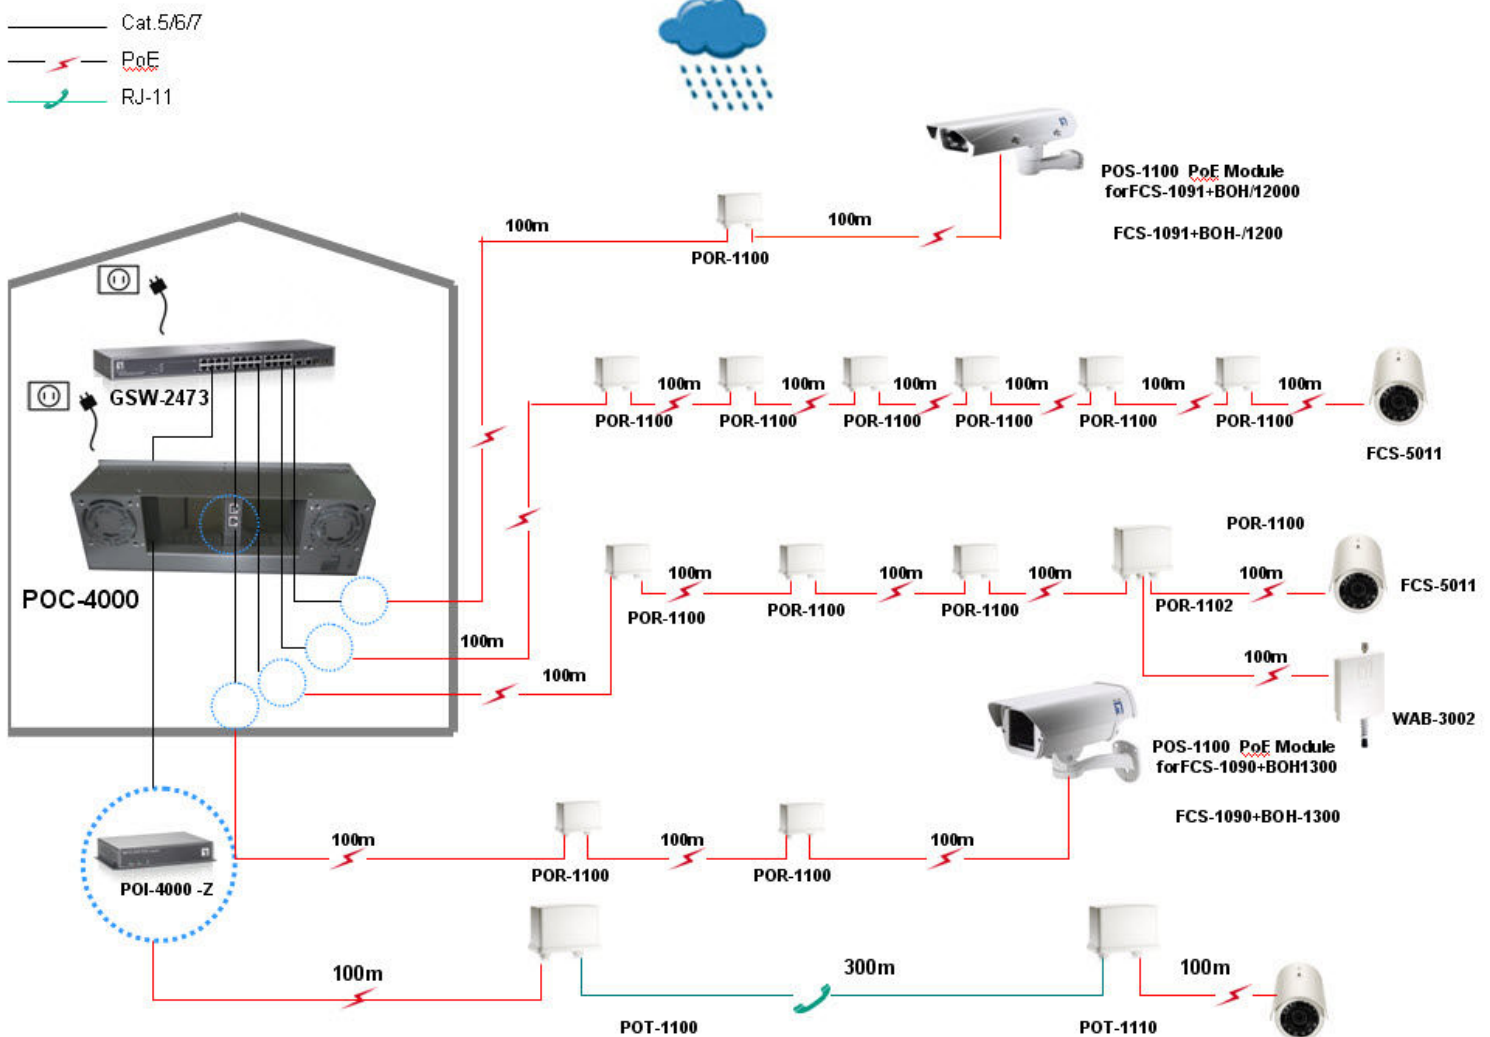 Cat.5/6/7
PoE
RJ-11
POS-1100 PoE Module
forFCS-1091+BOH/12000
100m
100m
FCS-1091+BOH-/1200
POR-1100
GSW-2473
100m
100m
100m
100m
100m
100m
POR-1100
POR-1100
POR-1100
POR-1100
POR-1100
POR-1100
FCS-5011
POR-1100
POC-4000
100m
100m
100m
100m
FCS-5011
POR-1100
POR-1100
POR-1100
POR-1102
100m
100m
100m
WAB-3002
POS-1100 PoE Module
forFCS-1090+BOH1300
FCS-1090+BOH-1300
100m
100m
100m
POI-4000 -Z
POR-1100
POR-1100
100m
300m
100m
POT-1100
POT-1110